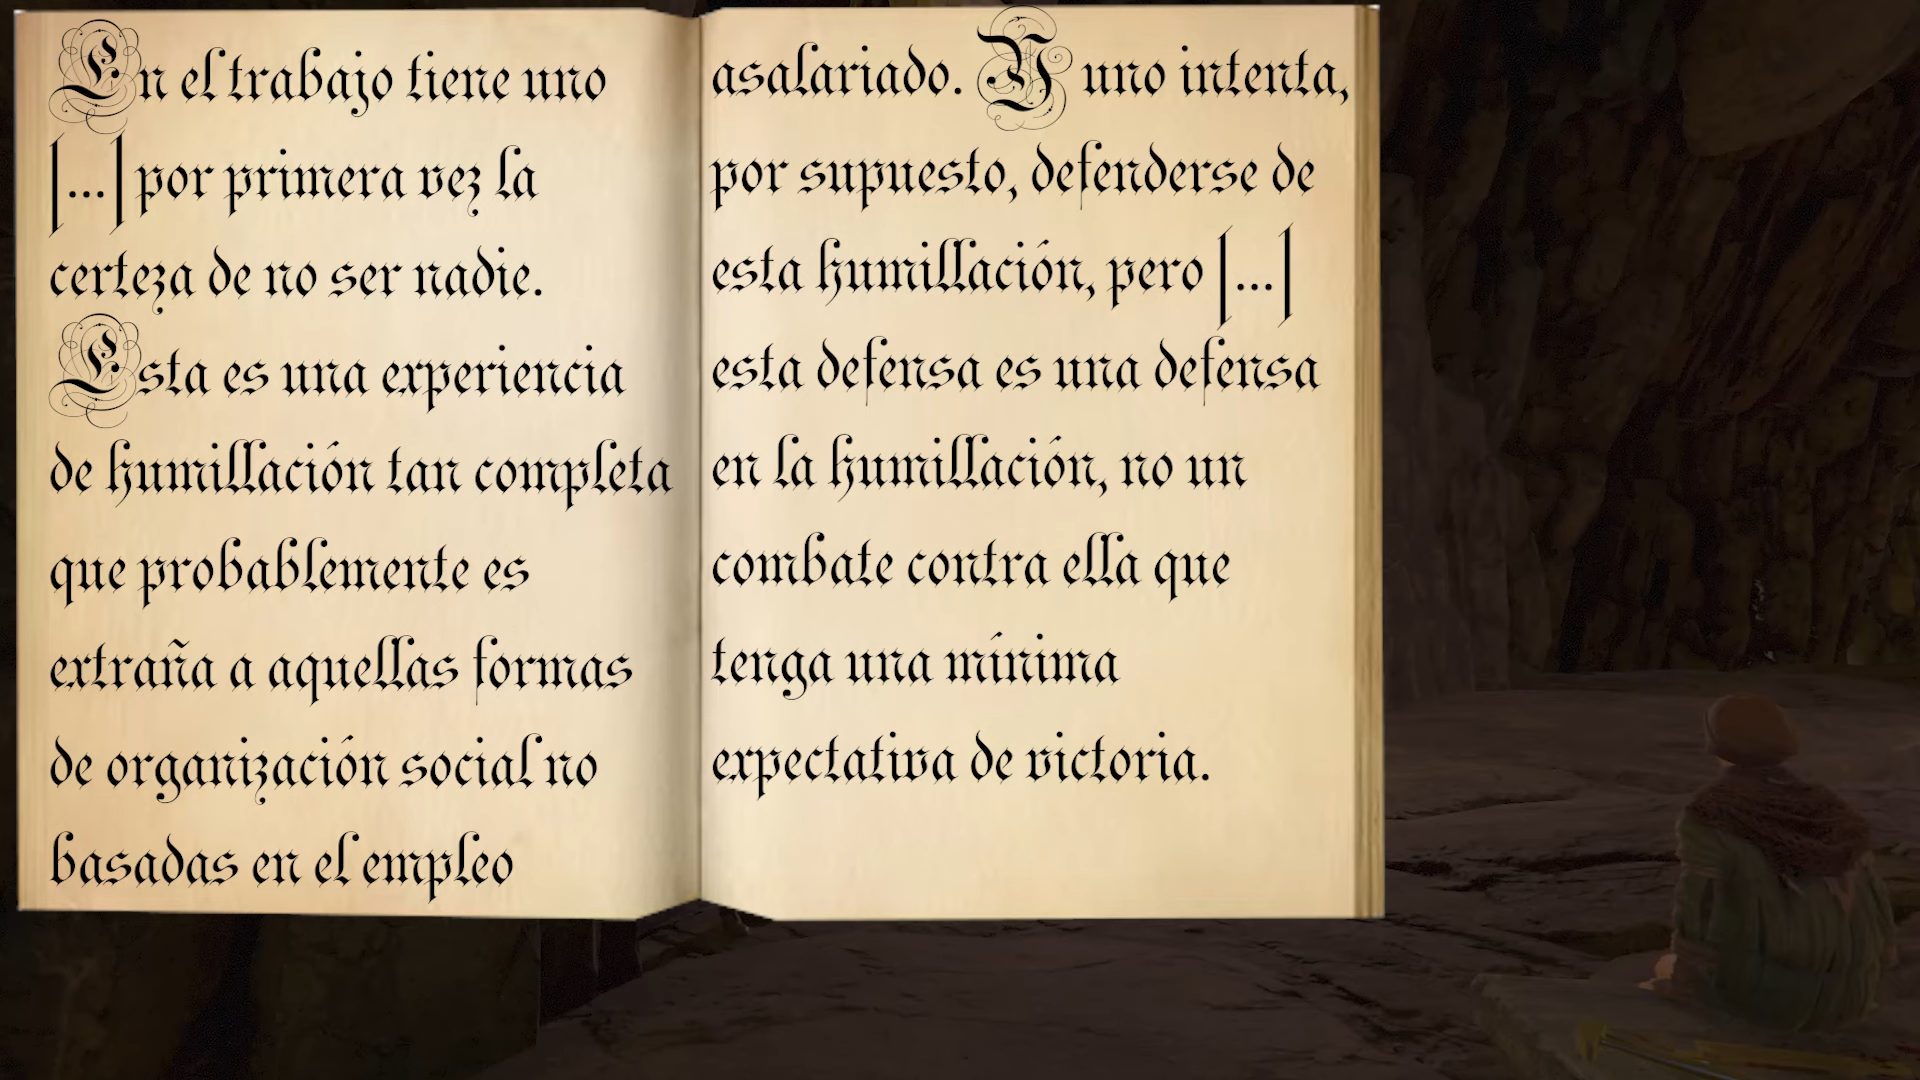 En el trabajo tiene uno
[...] por primera vez la
certeza de no ser nadie.
Esta es una experiencia
de humillación tan completa
que probablemente es
extraña a aquellas formas
de organización social no
basadas en el empleo
asalariado. Y uno intenta,
por supuesto, defenderse de
esta humillación, pero [...]
esta defensa es una defensa
en la humillación, no un
combate contra ella que
tenga una mínima
expectativa de victoria.